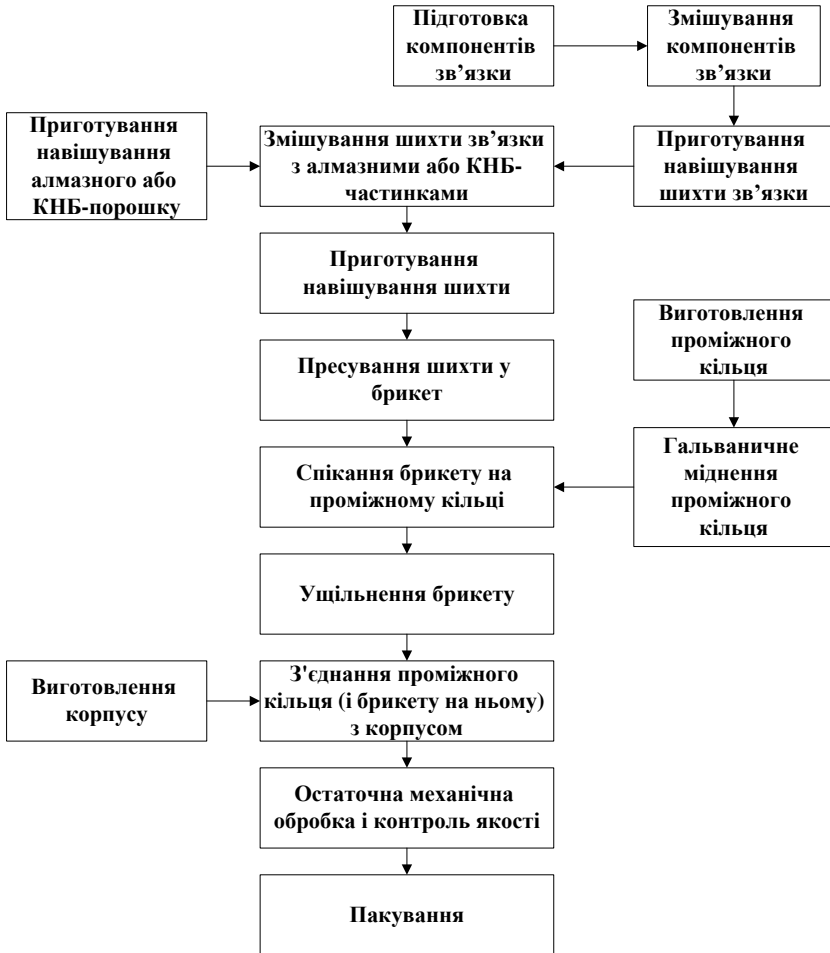 Підготовка
компонентів
зв’язки
Змішування
компонентів
зв’язки
Приготування
навішування
алмазного або
КНБ-порошку
Змішування шихти зв’язки
з алмазними або КНБ-
частинками
Приготування
навішування
шихти зв’язки
Приготування
навішування шихти
Виготовлення
проміжного
кільця
Пресування шихти у
брикет
Спікання брикету на
проміжному кільці
Гальваничне
міднення
проміжного
кільця
Ущільнення брикету
Виготовлення
корпусу
З'єднання проміжного
кільця (і брикету на ньому)
з корпусом
Остаточна механічна
обробка і контроль якості
Пакування